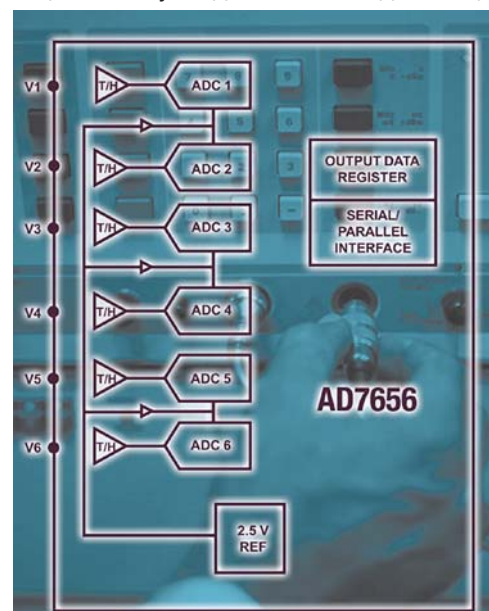 V1
T/H
ADC 1
V2
T/H
ADC 2
OUTPUT DATA
REGISTER
V3
T/H
ADC 3
SERIAL/
PARALLEL
INTERFACE
V4
T/H
ADC 4
V5
T/H
ADC 5
AD7656
V6
T/H
ADC 6
2.5 V
REF